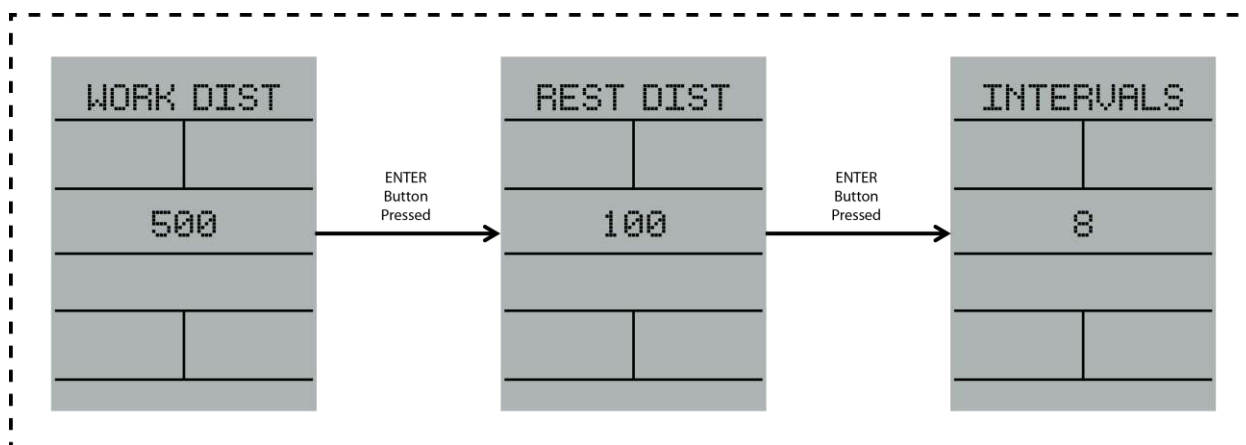 WORK DIST
500
ENTER
Button
Pressed
REST DIST
100
ENTER
Button
Pressed
INTERVALS
8